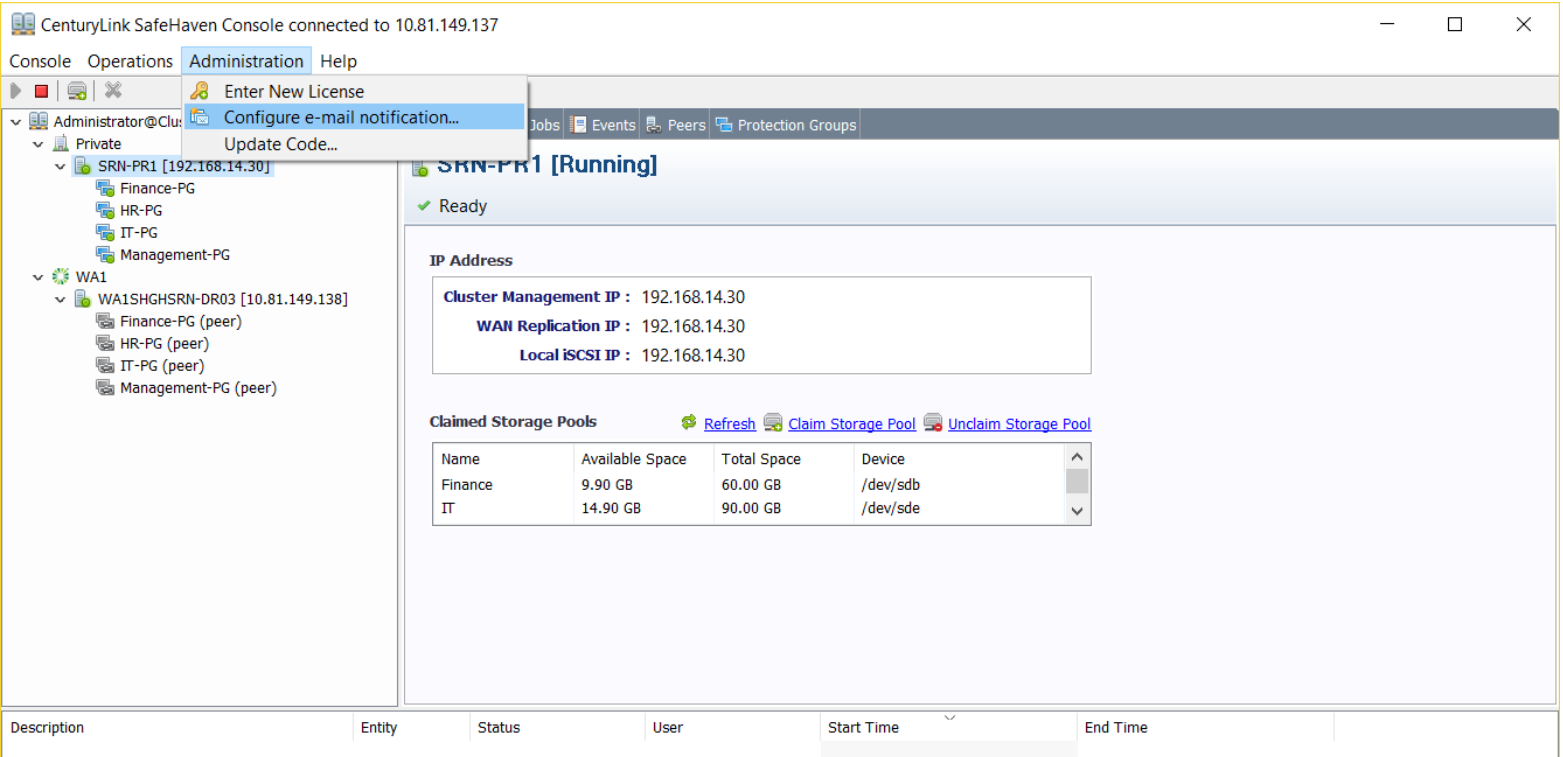 CenturyLink SafeHaven Console connected to 10.81.149.137
Console Operations Administration Help
Enter New License
Configure e-mail notification...
Update Code...
Jobs Events Peers Protection Groups
Administrator@Clu
Private
SRN-PR1 [192.168.14.30]
Finance-PG
HR-PG
IT-PG
Management-PG
WA1
WA1SHGHSRN-DR03 [10.81.149.138]
Finance-PG (peer)
HR-PG (peer)
IT-PG (peer)
Management-PG (peer)
SRN-PR1 [Running]
Ready
IP Address
Cluster Management IP : 192.168.14.30
WAN Replication IP : 192.168.14.30
Local iSCSI IP : 192.168.14.30
Claimed Storage Pools Refresh Claim Storage Pool Unclaim Storage Pool
Name Available Space Total Space Device
Finance 9.90 GB 60.00 GB /dev/sdb
IT 14.90 GB 90.00 GB /dev/sde
Description Entity Status User Start Time End Time